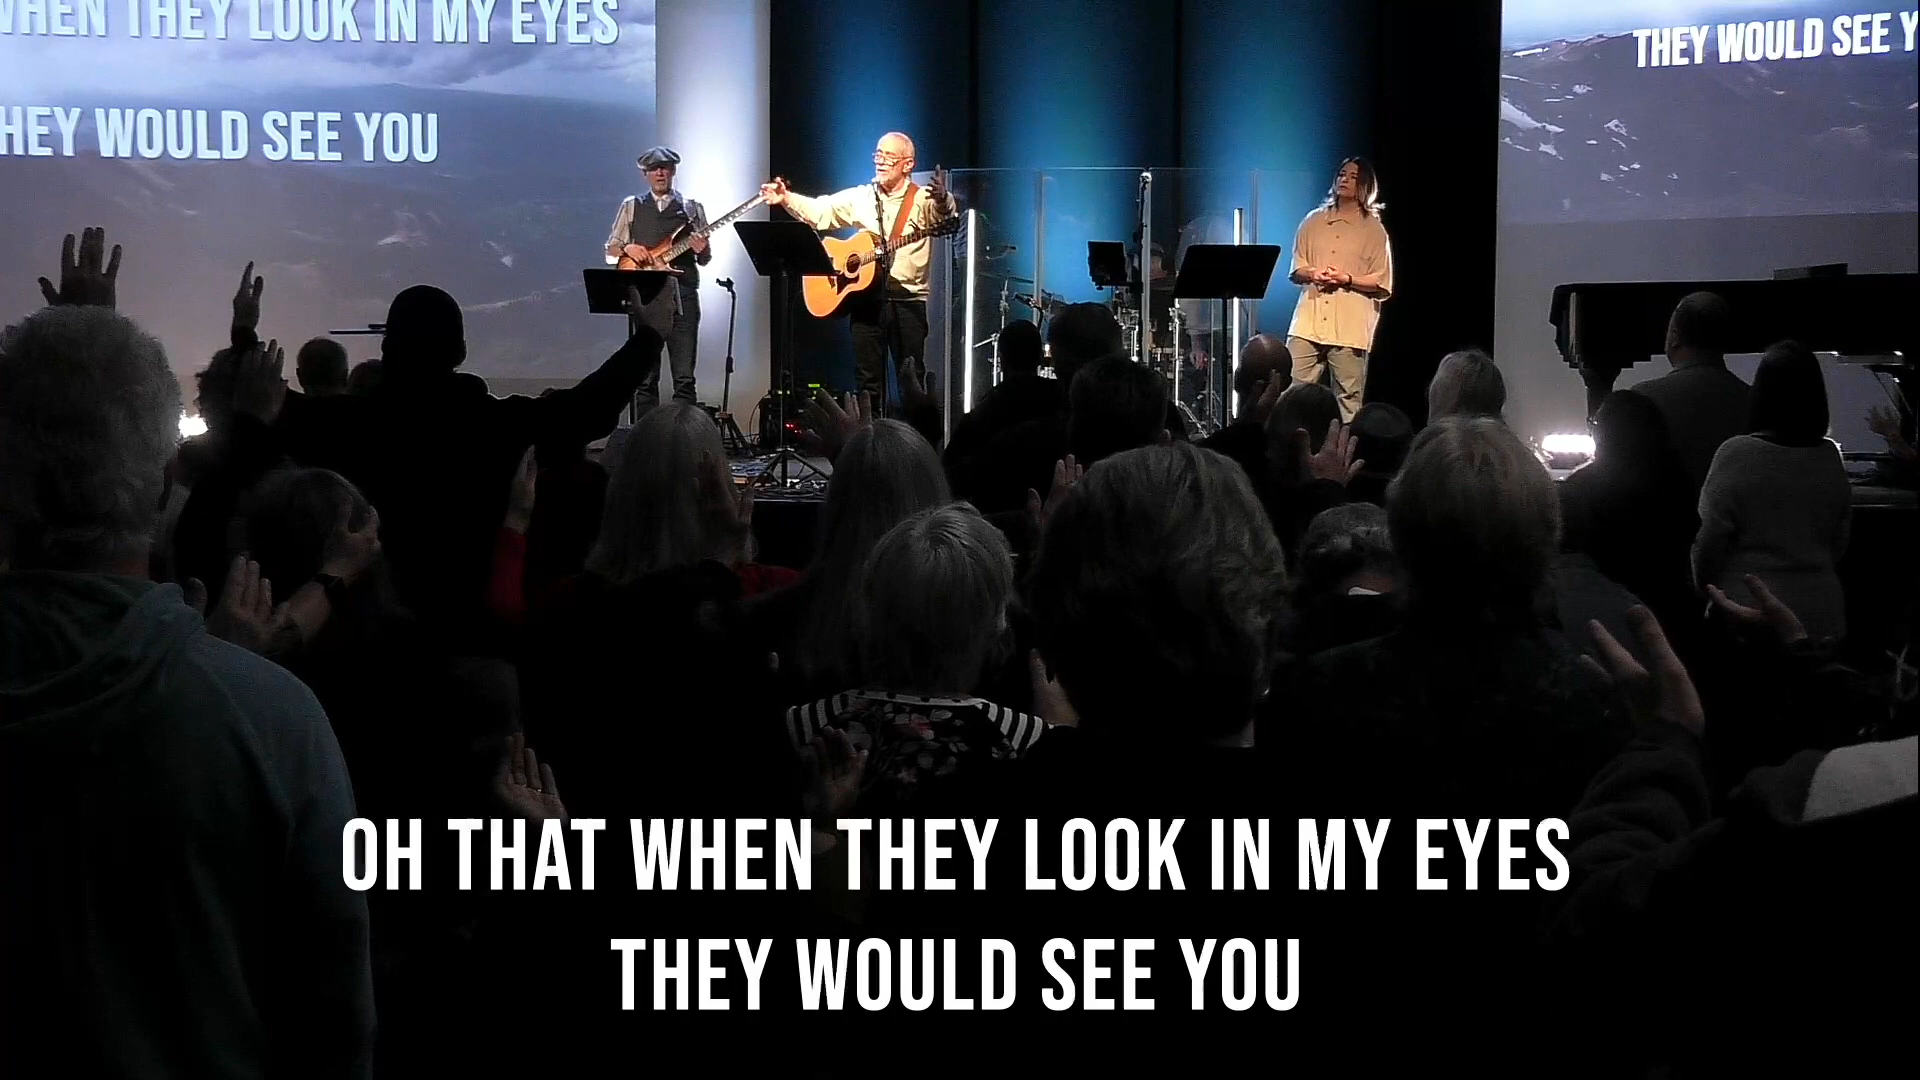 WHEN THEY LOOK IN MY EYES
THEY WOULD SEE YOU
THEY WOULD SEE Y
OH THAT WHEN THEY LOOK IN MY EYES
THEY WOULD SEE YOU